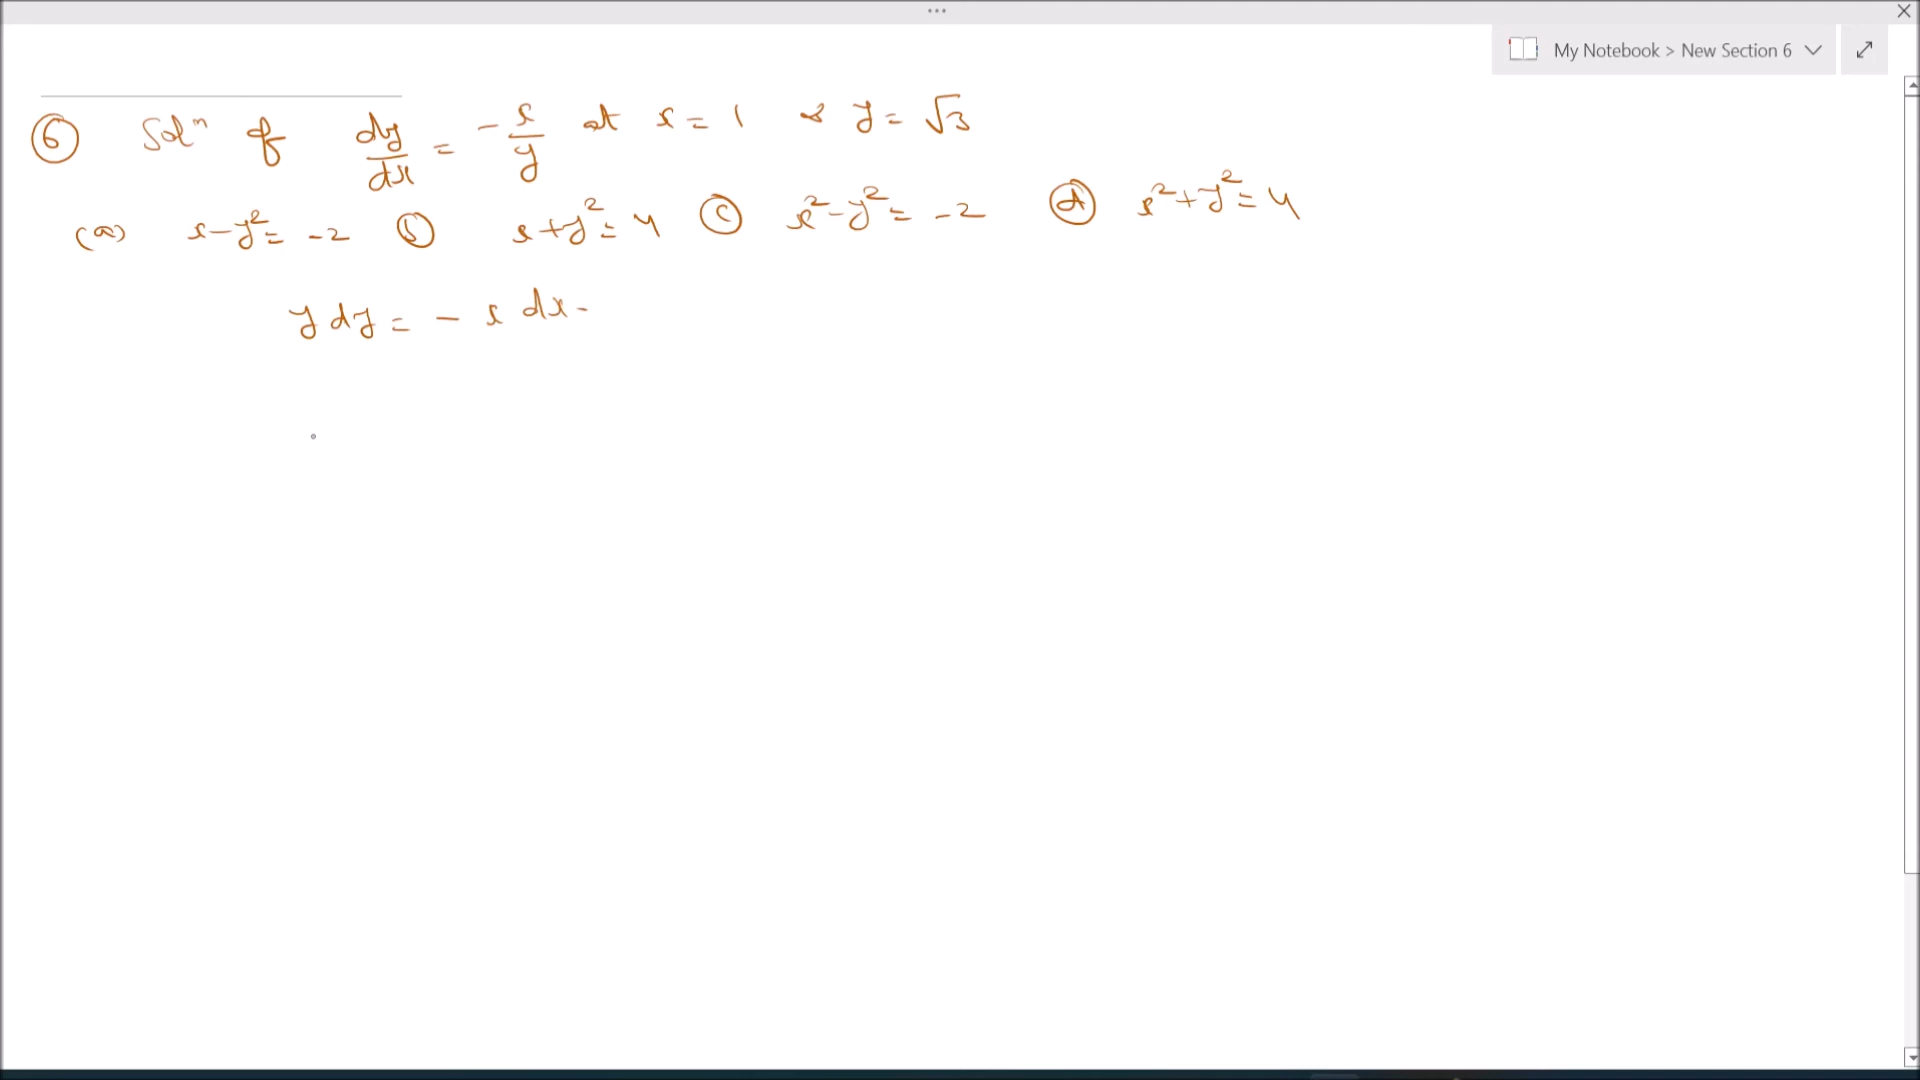 My Notebook > New Section 6
⑥ Solⁿ of dy/dx = -x/y at x = 1 & y = √3
(a) x-y² = -2 ⓑ x+y² = 4 ⓒ x²-y² = -2 ⓓ x²+y² = 4
y dy = - x dx -